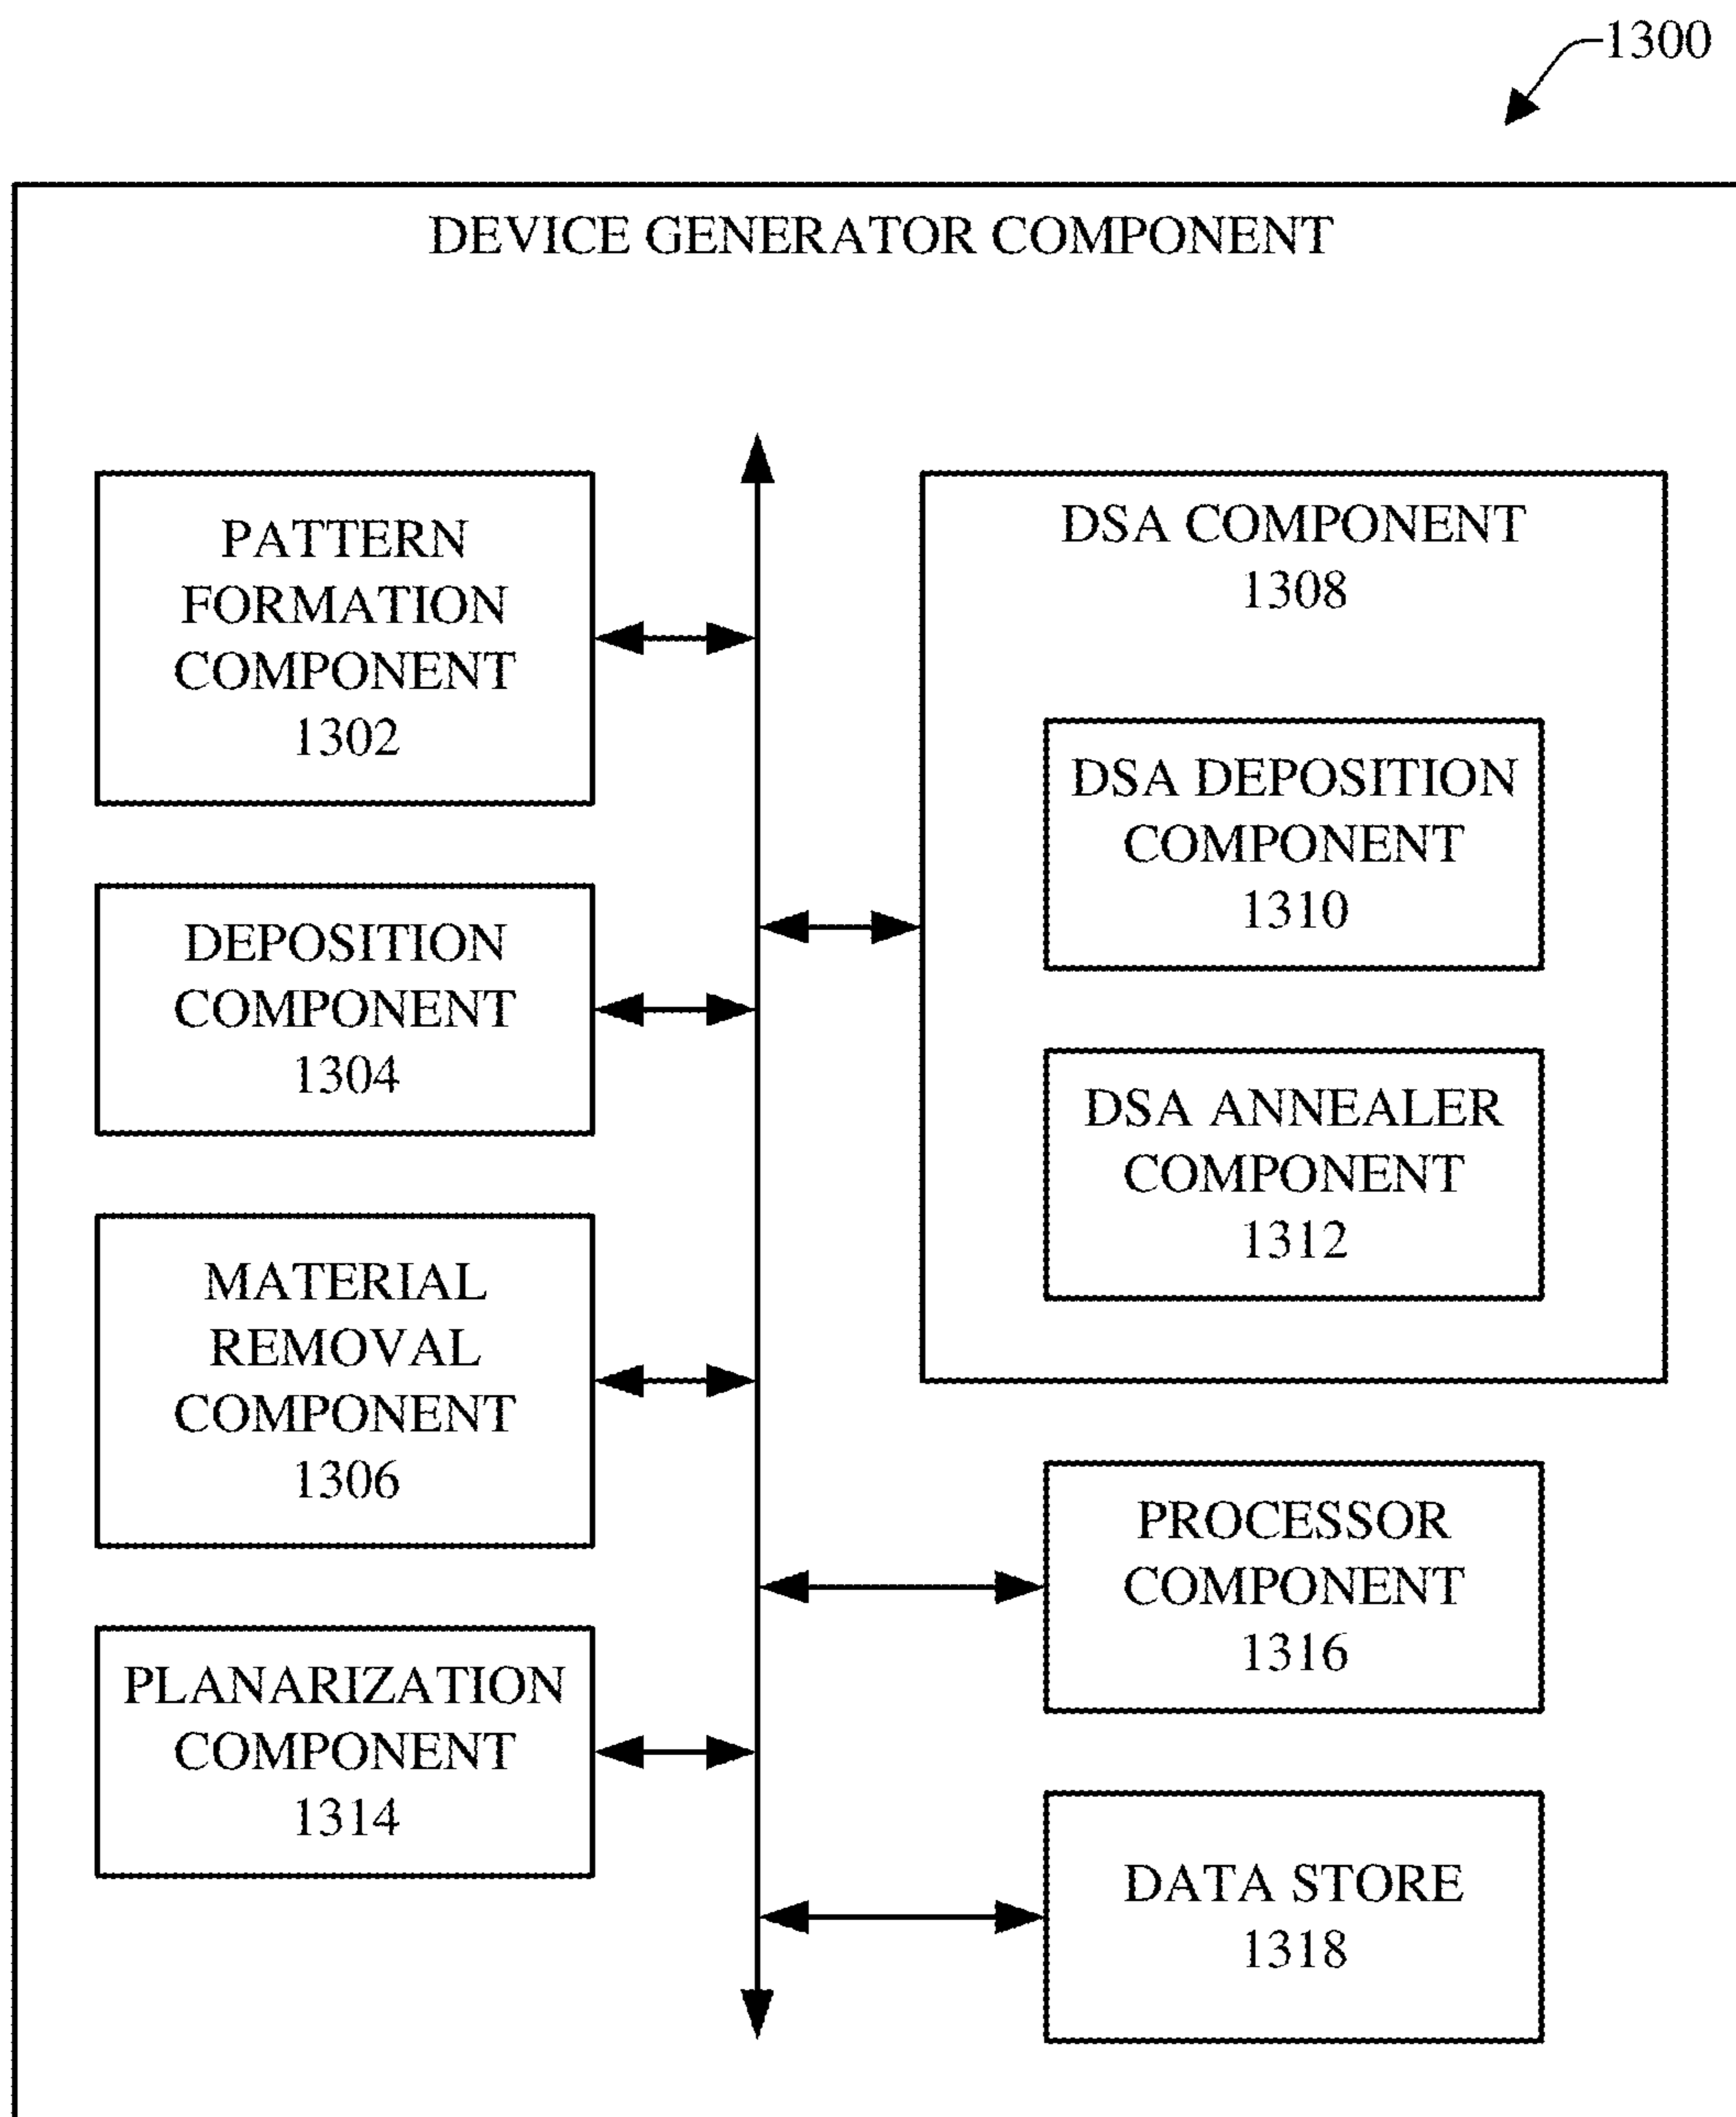 1300
DEVICE GENERATOR COMPONENT
PATTERN
FORMATION
COMPONENT
1302
DEPOSITION
COMPONENT
1304
MATERIAL
REMOVAL
COMPONENT
1306
PLANARIZATION
COMPONENT
1314
DSA COMPONENT
1308
DSA DEPOSITION
COMPONENT
1310
DSA ANNEALER
COMPONENT
1312
PROCESSOR
COMPONENT
1316
DATA STORE
1318